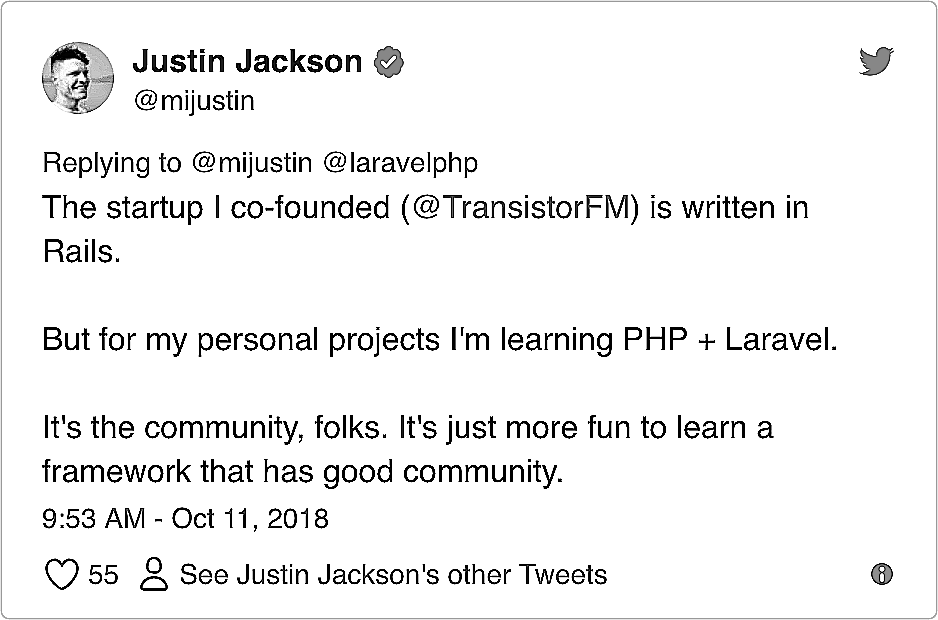 Justin Jackson
@mijustin
Replying to @mijustin @laravelphp
The startup I co-founded (@TransistorFM) is written in
Rails.
But for my personal projects I'm learning PHP + Laravel.
It's the community, folks. It's just more fun to learn a
framework that has good community.
9:53 AM - Oct 11, 2018
55 See Justin Jackson's other Tweets